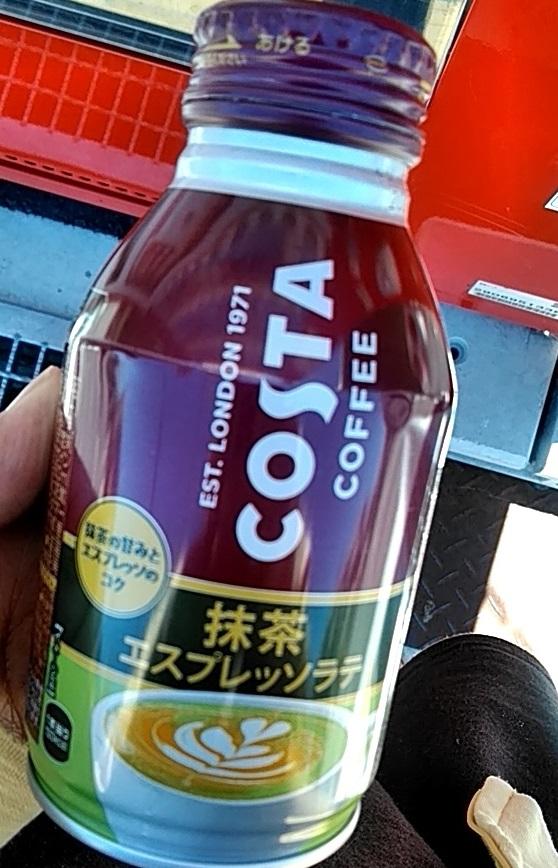 あける
EST. LONDON 1971
COSTA
COFFEE
抹茶の甘みと
エスプレッソの
コク
抹茶
エスプレッソラテ